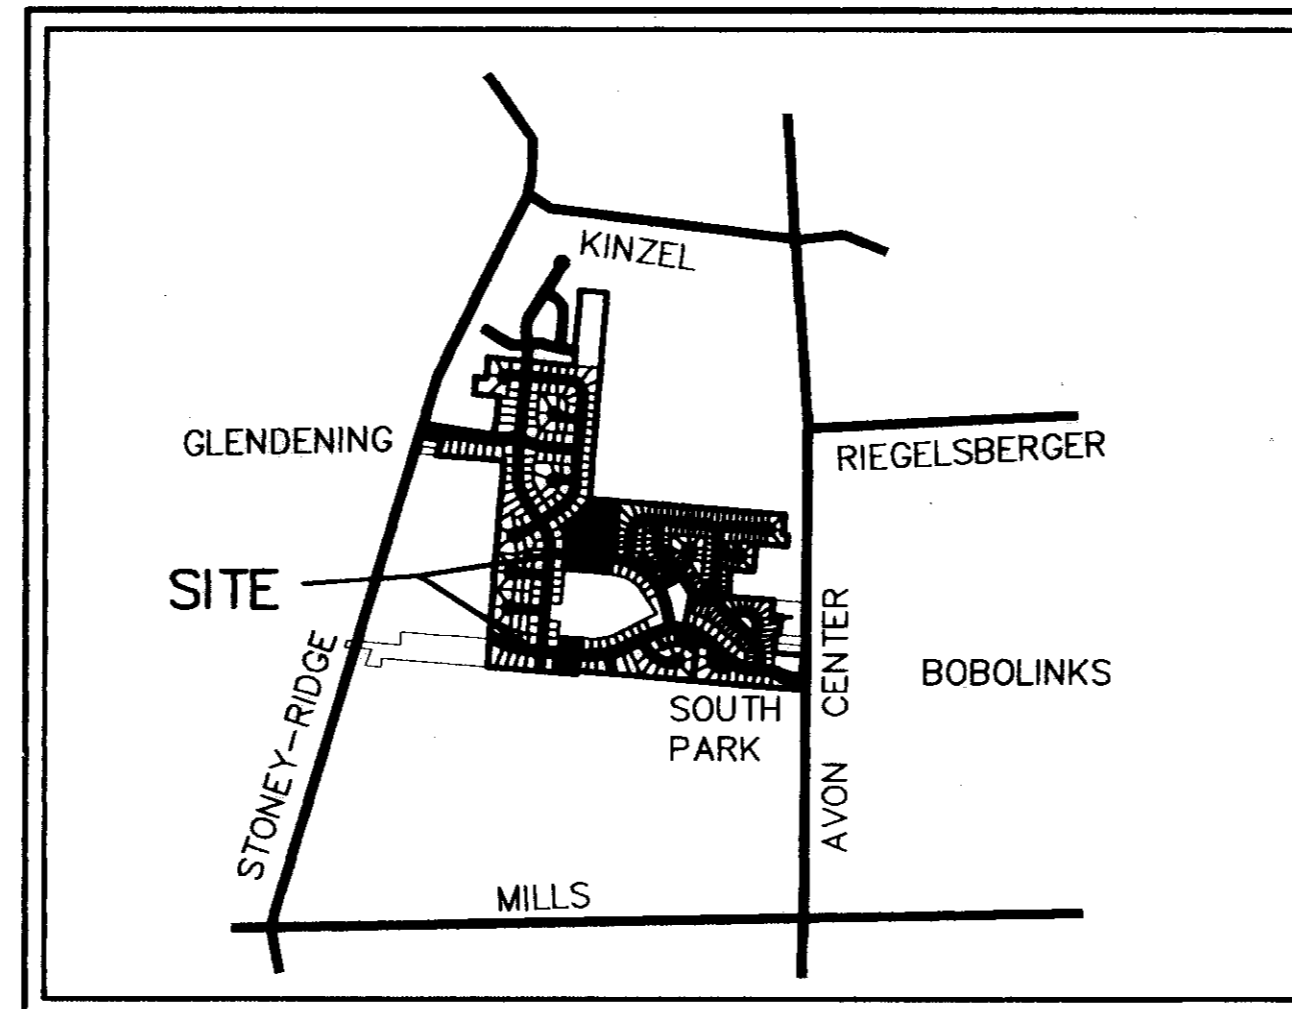 KINZEL
GLENDENING
RIEGELSBERGER
SITE
STONEY-RIDGE
AVON CENTER
BOBOLINKS
SOUTH
PARK
MILLS